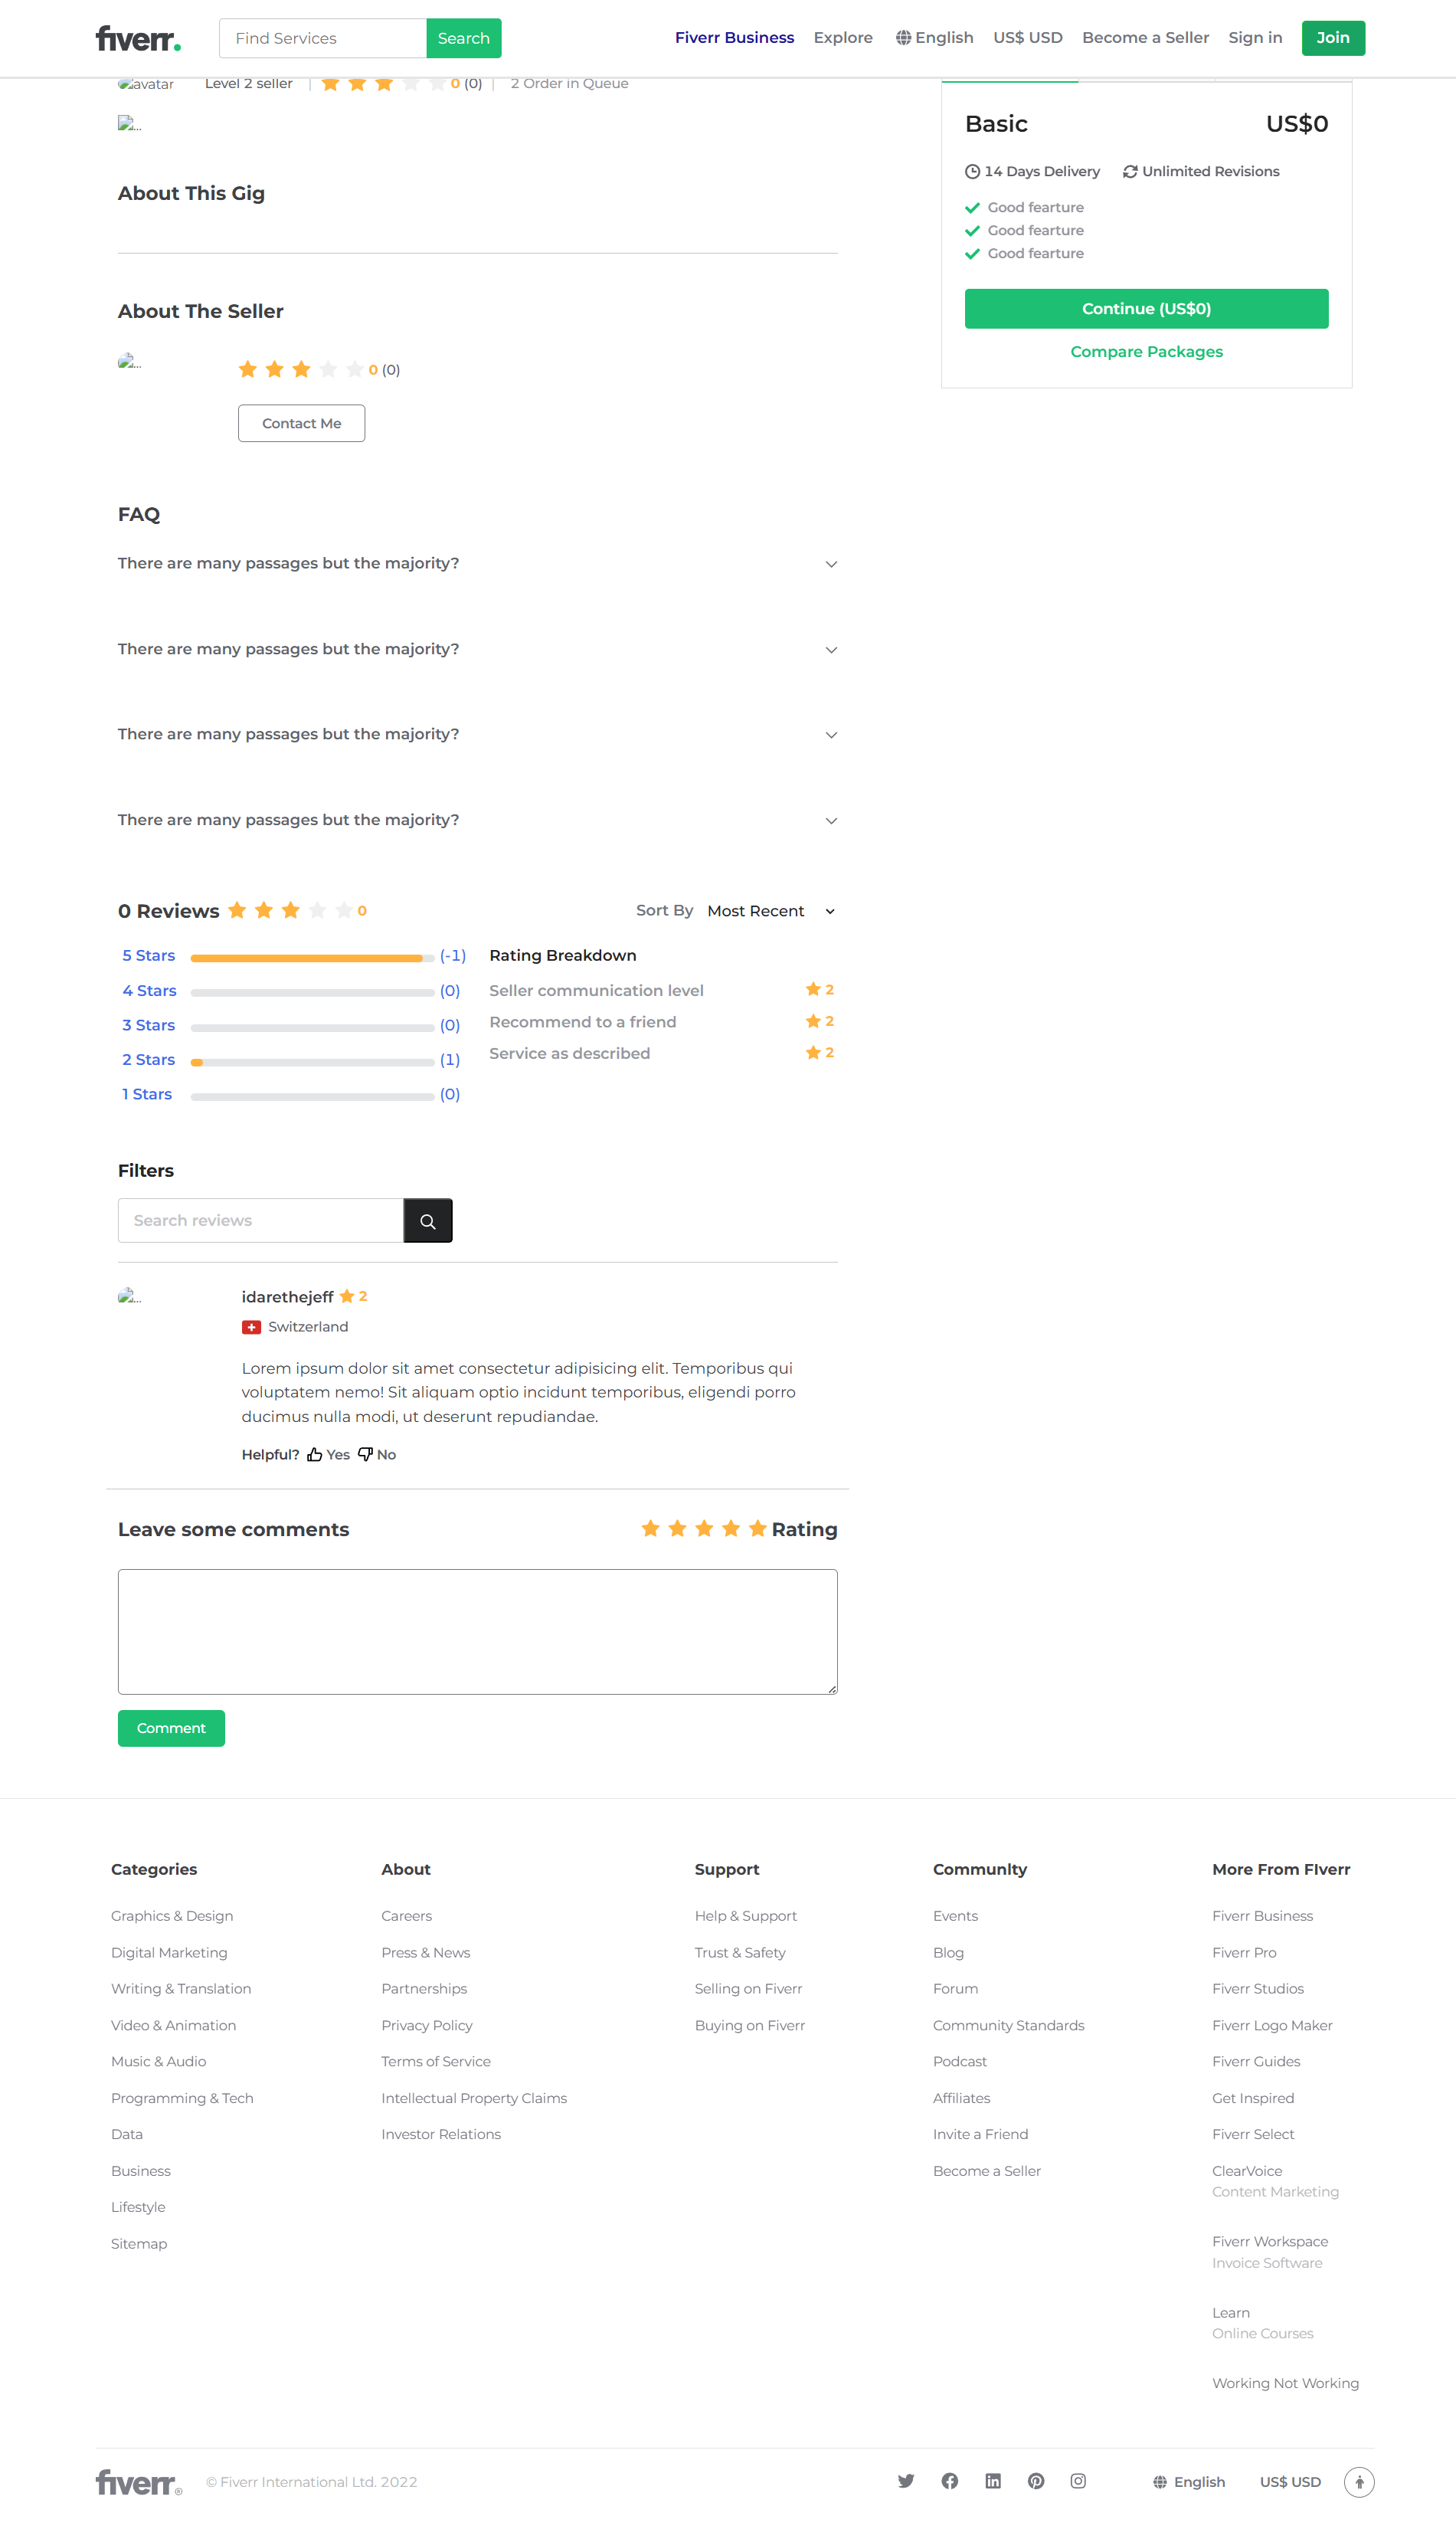 fiverr.
Find Services
Search
Fiverr Business
Explore
English
US$ USD
Become a Seller
Sign in
Join
avatar
Level 2 seller | 0 (0) | 2 Order in Queue
...
About This Gig
About The Seller
...
0 (0)
Contact Me
FAQ
There are many passages but the majority?
There are many passages but the majority?
There are many passages but the majority?
There are many passages but the majority?
0 Reviews 0
Sort By Most Recent
5 Stars (-1)
4 Stars (0)
3 Stars (0)
2 Stars (1)
1 Stars (0)
Rating Breakdown
Seller communication level 2
Recommend to a friend 2
Service as described 2
Filters
Search reviews
...
idarethejeff 2
Switzerland
Lorem ipsum dolor sit amet consectetur adipisicing elit. Temporibus qui
voluptatem nemo! Sit aliquam optio incidunt temporibus, eligendi porro
ducimus nulla modi, ut deserunt repudiandae.
Helpful? Yes No
Leave some comments
Rating
Comment
Basic US$0
14 Days Delivery Unlimited Revisions
Good fearture
Good fearture
Good fearture
Continue (US$0)
Compare Packages
Categories
Graphics & Design
Digital Marketing
Writing & Translation
Video & Animation
Music & Audio
Programming & Tech
Data
Business
Lifestyle
Sitemap
About
Careers
Press & News
Partnerships
Privacy Policy
Terms of Service
Intellectual Property Claims
Investor Relations
Support
Help & Support
Trust & Safety
Selling on Fiverr
Buying on Fiverr
CommunIty
Events
Blog
Forum
Community Standards
Podcast
Affiliates
Invite a Friend
Become a Seller
More From FIverr
Fiverr Business
Fiverr Pro
Fiverr Studios
Fiverr Logo Maker
Fiverr Guides
Get Inspired
Fiverr Select
ClearVoice
Content Marketing
Fiverr Workspace
Invoice Software
Learn
Online Courses
Working Not Working
fiverr®
© Fiverr International Ltd. 2022
English
US$ USD